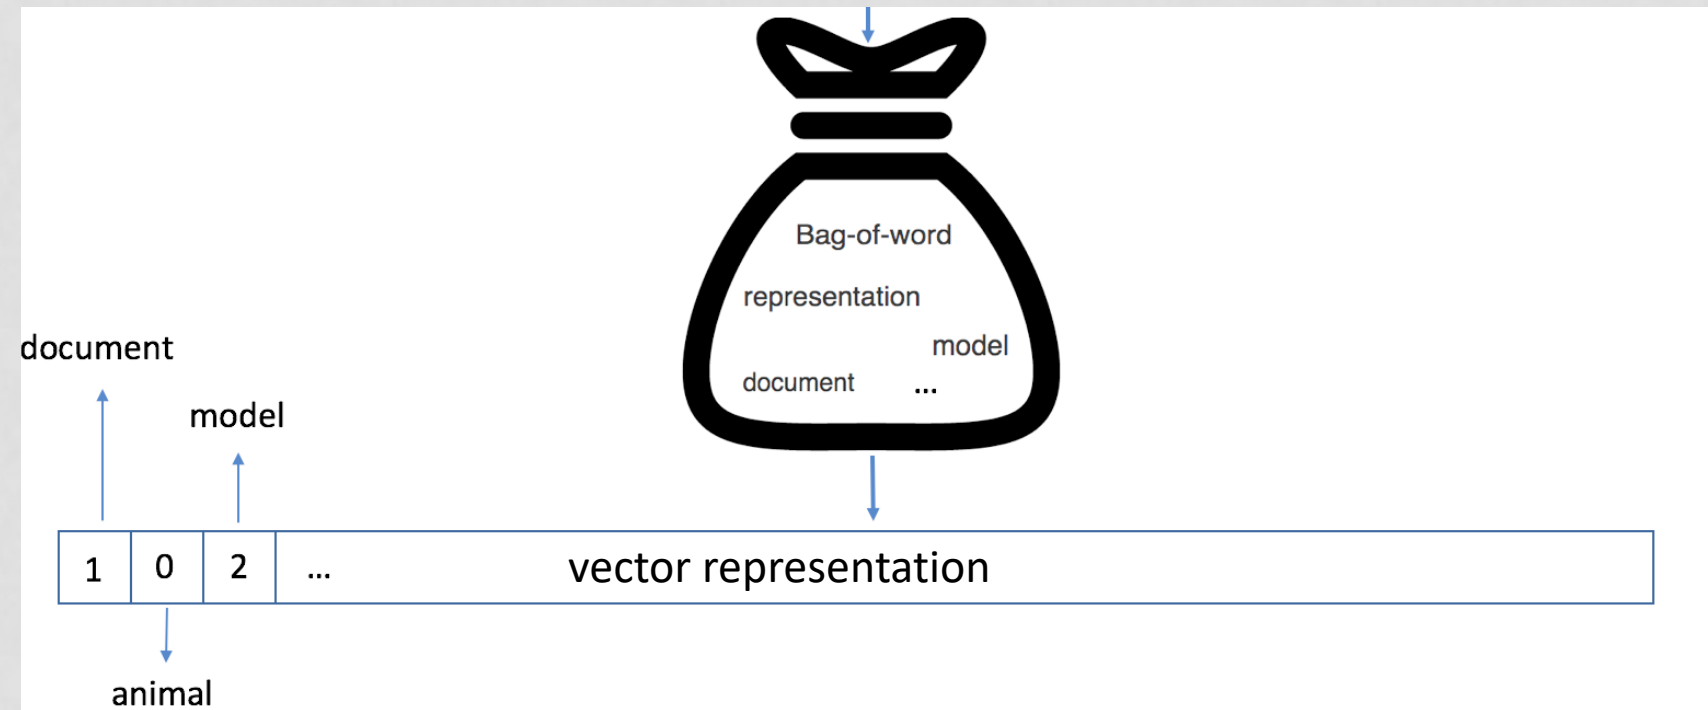 Bag-of-word
representation
model
document ...
document
model
1 0 2 ... vector representation
animal